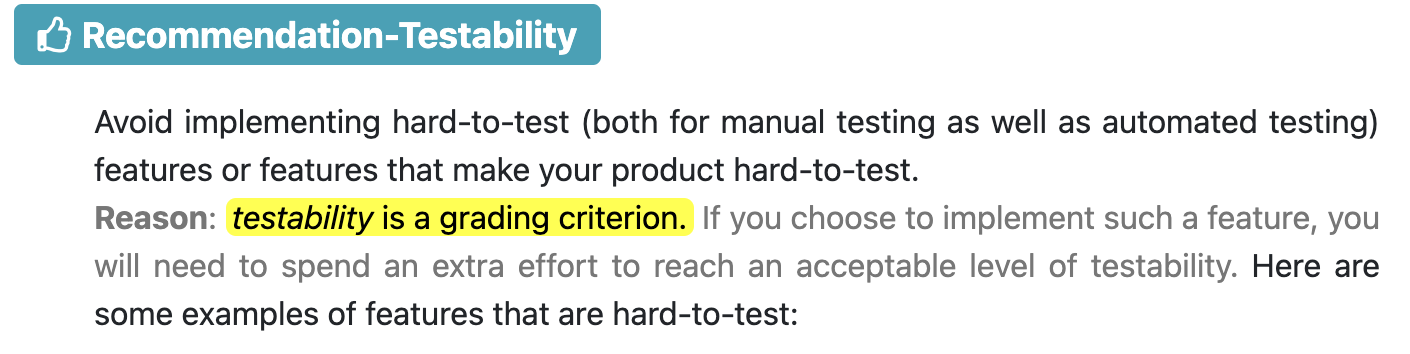 Recommendation-Testability
Avoid implementing hard-to-test (both for manual testing as well as automated testing)
features or features that make your product hard-to-test.
Reason: testability is a grading criterion. If you choose to implement such a feature, you
will need to spend an extra effort to reach an acceptable level of testability. Here are
some examples of features that are hard-to-test: